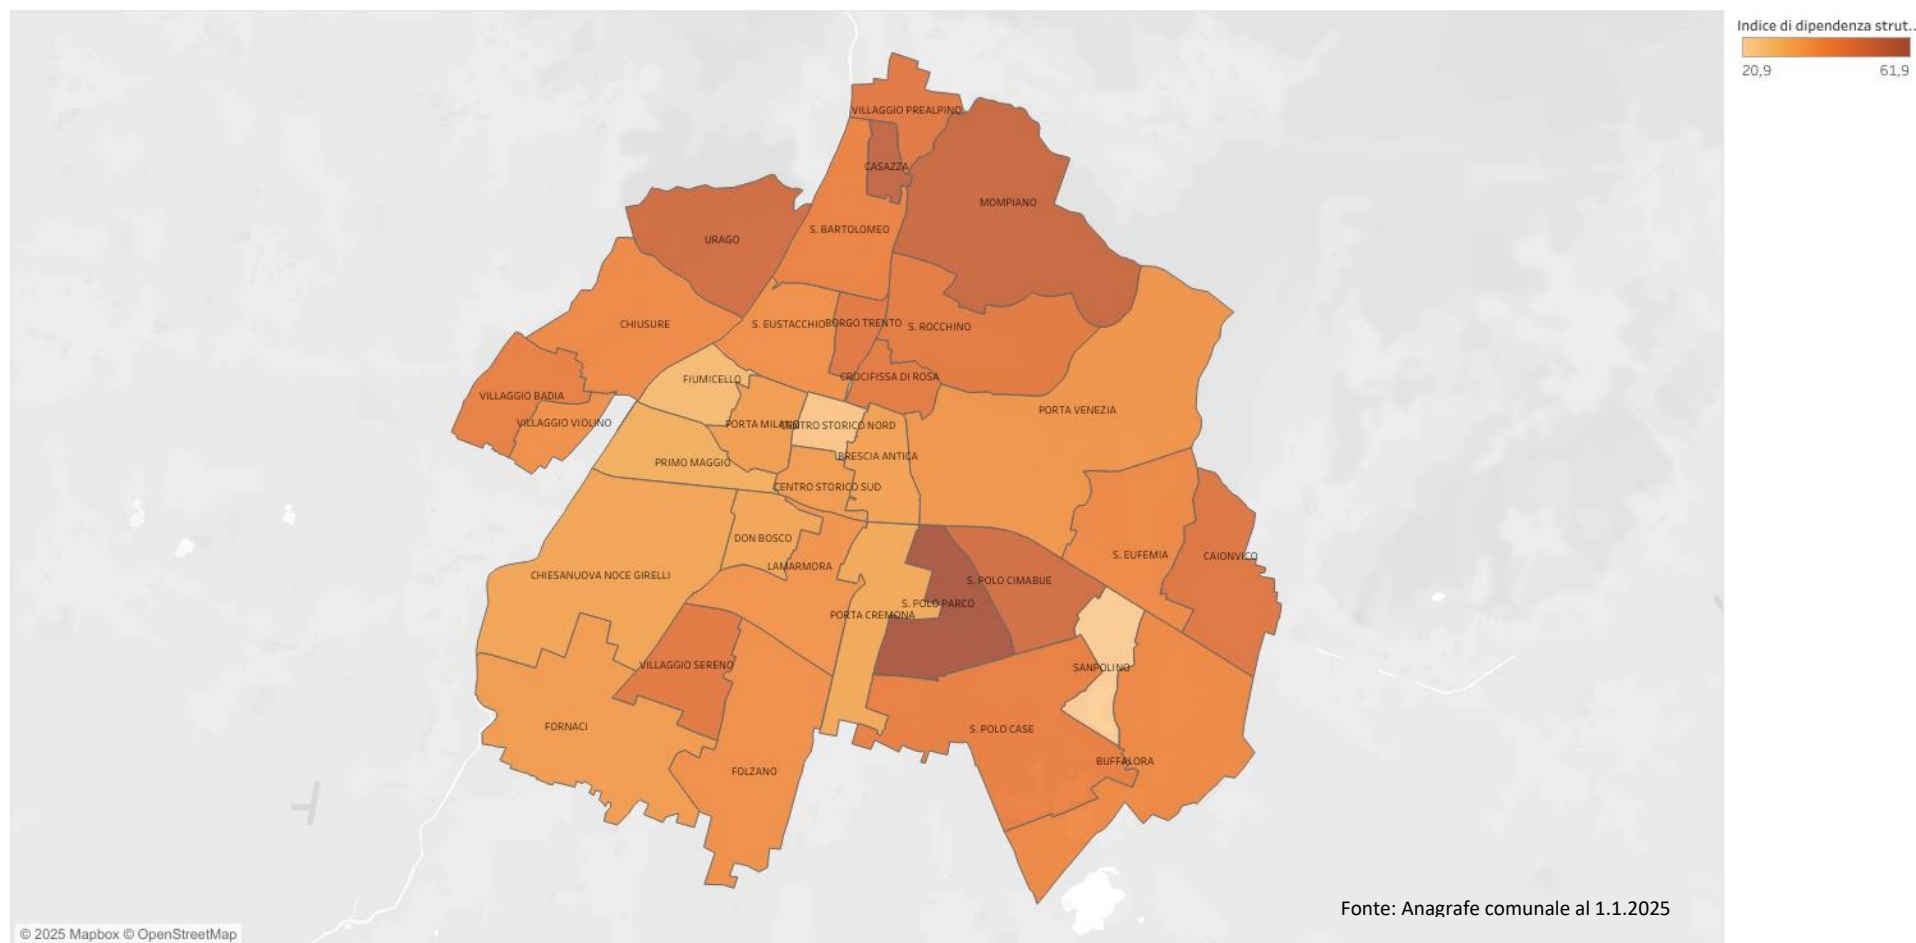 Indice di dipendenza strut..
20,9 61,9
VILLAGGIO PREALPINO
CASAZZA
MOMPIANO
S. BARTOLOMEO
URAGO
CHIUSURE
S. EUSTACCHIO
BORGO TRENTO
S. ROCCHINO
FIUMICELLO
CROCIFISSA DI ROSA
VILLAGGIO BADIA
PORTA VENEZIA
VILLAGGIO VIOLINO
PORTA MILANO
CENTRO STORICO NORD
BRESCIA ANTICA
PRIMO MAGGIO
CENTRO STORICO SUD
DON BOSCO
S. EUFEMIA
CAIONVICO
LAMARMORA
CHIESANUOVA NOCE GIRELLI
S. POLO CIMABUE
S. POLO PARCO
PORTA CREMONA
VILLAGGIO SERENO
SANPOLINO
FORNACI
S. POLO CASE
BUFFALORA
FOLZANO
Fonte: Anagrafe comunale al 1.1.2025
© 2025 Mapbox © OpenStreetMap